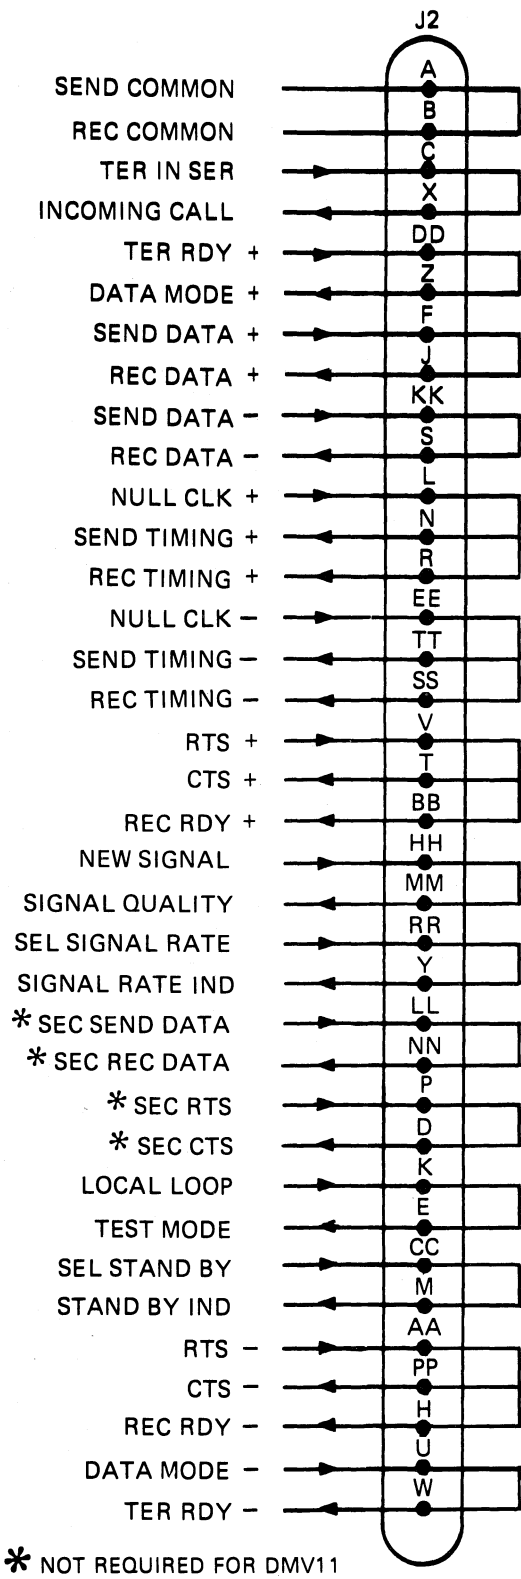 J2
A
SEND COMMON
B
REC COMMON
C
TER IN SER
X
INCOMING CALL
DD
TER RDY +
Z
DATA MODE +
F
SEND DATA +
J
REC DATA +
KK
SEND DATA −
S
REC DATA −
L
NULL CLK +
N
SEND TIMING +
R
REC TIMING +
EE
NULL CLK −
TT
SEND TIMING −
SS
REC TIMING −
V
RTS +
T
CTS +
BB
REC RDY +
HH
NEW SIGNAL
MM
SIGNAL QUALITY
RR
SEL SIGNAL RATE
Y
SIGNAL RATE IND
LL
* SEC SEND DATA
NN
* SEC REC DATA
P
* SEC RTS
D
* SEC CTS
K
LOCAL LOOP
E
TEST MODE
CC
SEL STAND BY
M
STAND BY IND
AA
RTS −
PP
CTS −
H
REC RDY −
U
DATA MODE −
W
TER RDY −
* NOT REQUIRED FOR DMV11